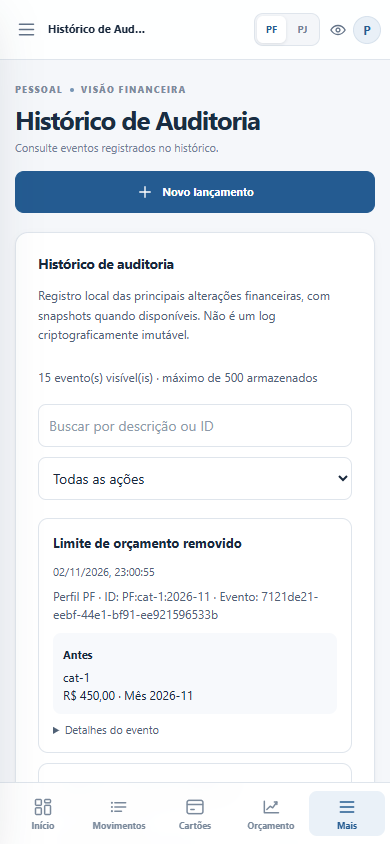 Histórico de Aud...
PF
PJ
P
PESSOAL • VISÃO FINANCEIRA
Histórico de Auditoria
Consulte eventos registrados no histórico.
+ Novo lançamento
Histórico de auditoria
Registro local das principais alterações financeiras, com
snapshots quando disponíveis. Não é um log
criptograficamente imutável.
15 evento(s) visível(is) · máximo de 500 armazenados
Buscar por descrição ou ID
Todas as ações
Limite de orçamento removido
02/11/2026, 23:00:55
Perfil PF · ID: PF:cat-1:2026-11 · Evento: 7121de21-
eebf-44e1-bf91-ee921596533b
Antes
cat-1
R$ 450,00 · Mês 2026-11
Detalhes do evento
Início
Movimentos
Cartões
Orçamento
Mais